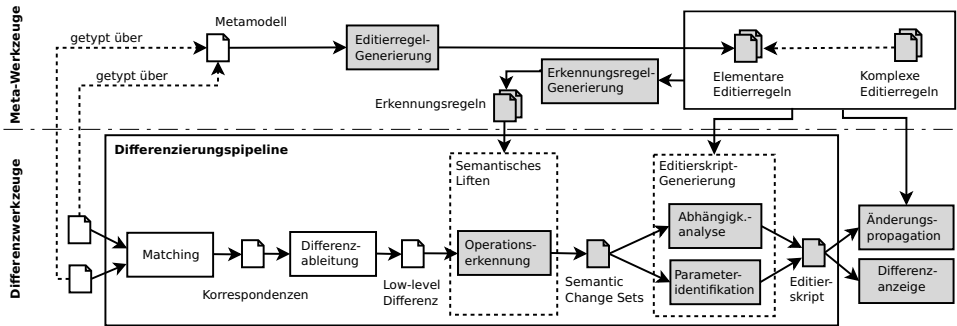 Meta-Werkzeuge
Metamodell
getypt über
getypt über
Editierregel-
Generierung
Erkennungsregel-
Generierung
Erkennungsregeln
Elementare
Editierregeln
Komplexe
Editierregeln
Differenzwerkzeuge
Differenzierungspipeline
Semantisches
Liften
Editierskript-
Generierung
Matching
Korrespondenzen
Differenz-
ableitung
Low-level
Differenz
Operations-
erkennung
Semantic
Change Sets
Abhängigk.-
analyse
Parameter-
identifikation
Editier-
skript
Änderungs-
propagation
Differenz-
anzeige